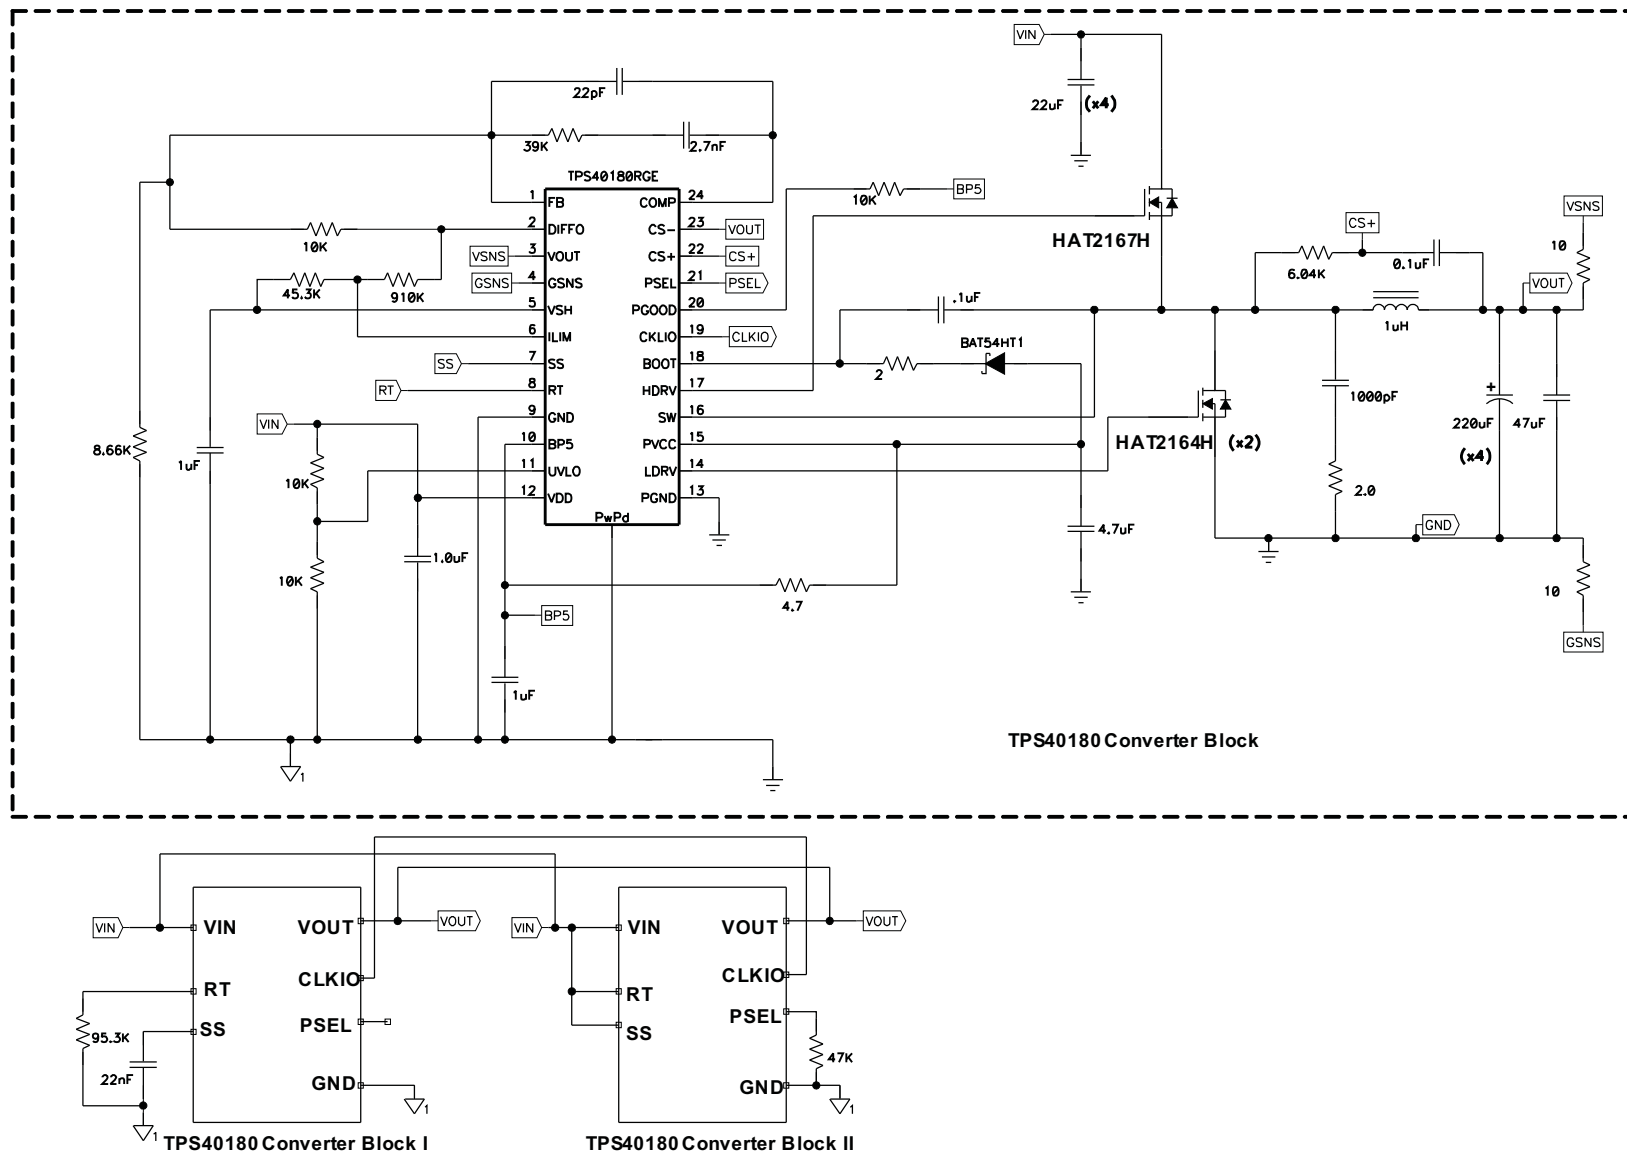 VIN
22uF (x4)
22pF
39K
2.7nF
TPS40180RGE
1 FB
COMP 24
2 DIFFO
CS- 23
VOUT
VSNS
3 VOUT
CS+ 22
CS+
GSNS
4 GSNS
PSEL 21
PSEL
5 VSH
PGOOD 20
6 ILIM
CKLIO 19
CLKIO
SS
7 SS
BOOT 18
RT
8 RT
HDRV 17
9 GND
SW 16
10 BP5
PVCC 15
11 UVLO
LDRV 14
12 VDD
PGND 13
PwPd
10K
BP5
HAT2167H
10K
45.3K
910K
.1uF
BAT54HT1
2
HAT2164H (x2)
CS+
6.04K
0.1uF
VSNS
10
VOUT
1uH
1000pF
2.0
+
220uF
(x4)
47uF
GND
10
GSNS
8.66K
1uF
VIN
10K
10K
1.0uF
4.7uF
4.7
BP5
1uF
1
TPS40180 Converter Block
VIN
VIN
VOUT
VOUT
CLKIO
RT
SS
PSEL
GND
95.3K
22nF
1
1
TPS40180 Converter Block I
VIN
VIN
VOUT
VOUT
CLKIO
RT
SS
PSEL
47K
GND
1
TPS40180 Converter Block II